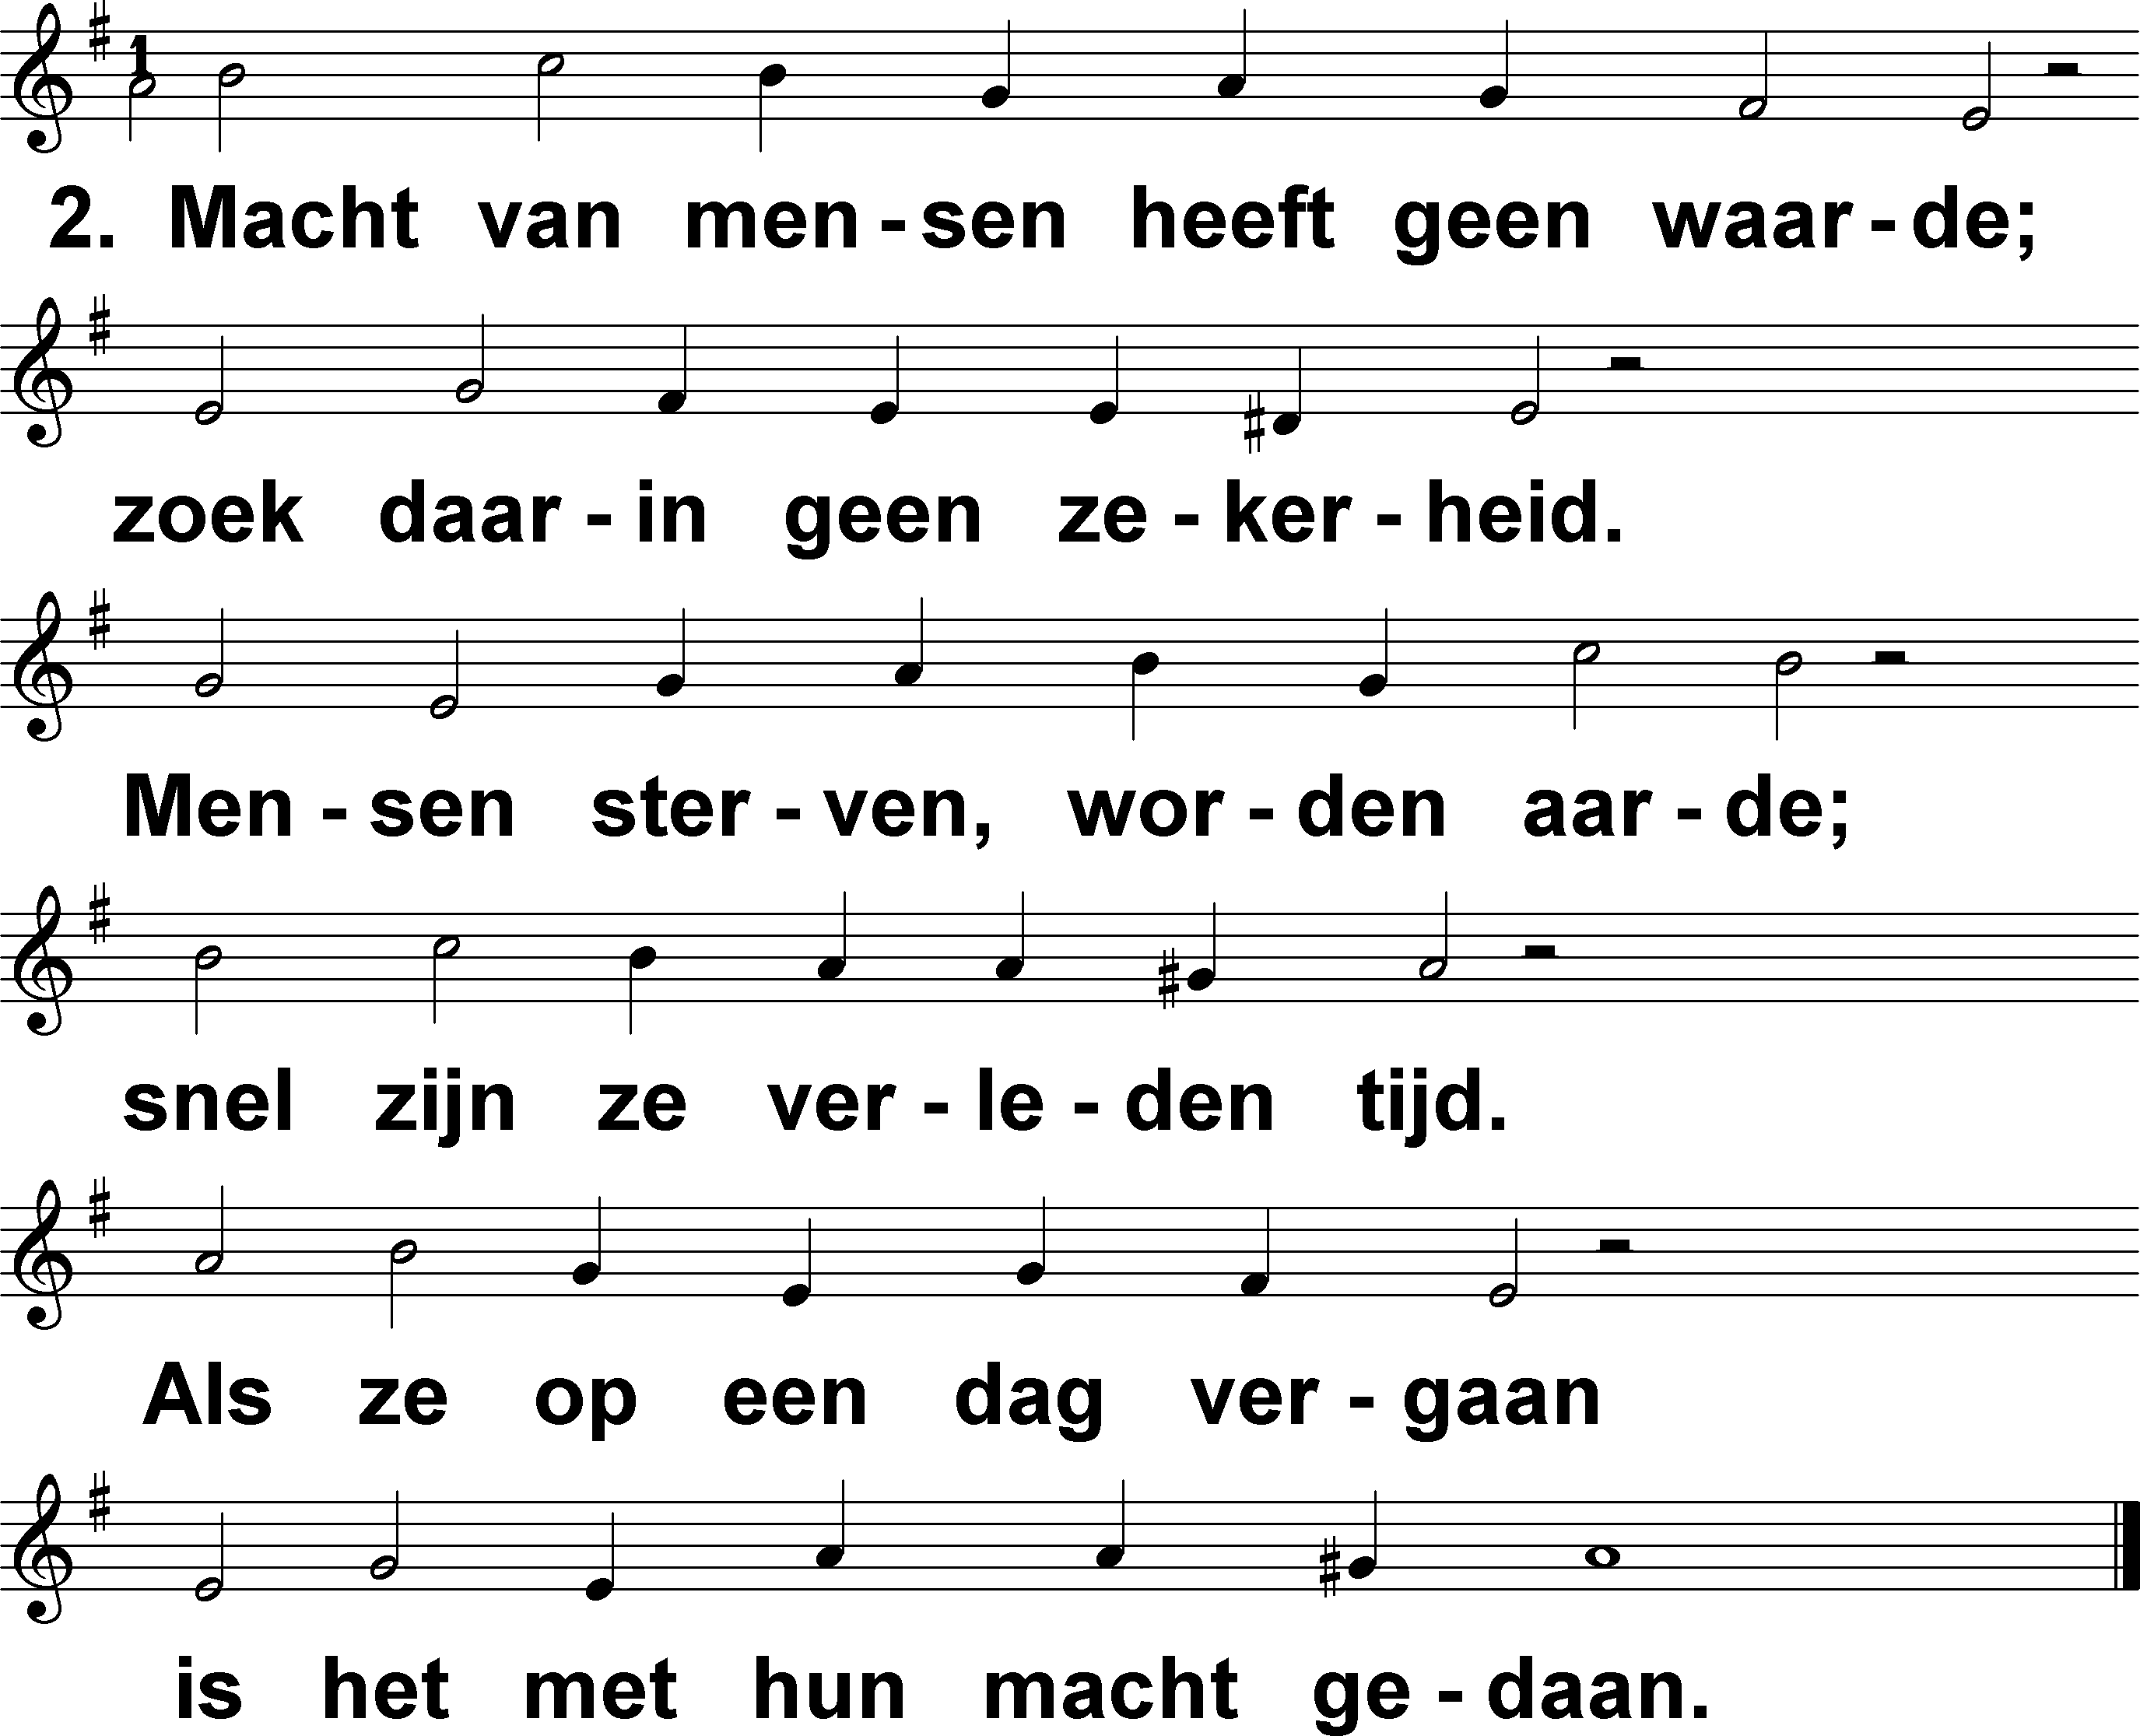 1
2. Macht van men - sen heeft geen waar - de;
zoek daar - in geen ze - ker - heid.
Men - sen ster - ven, wor - den aar - de;
snel zijn ze ver - le - den tijd.
Als ze op een dag ver - gaan
is het met hun macht ge - daan.